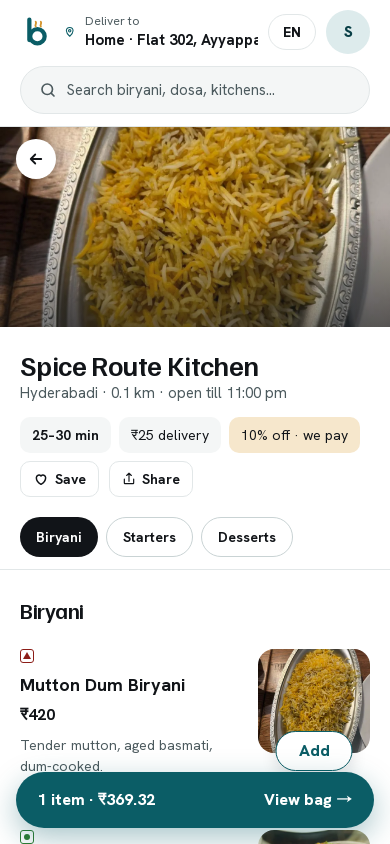 b
Deliver to
Home · Flat 302, Ayyappa
EN
S
Search biryani, dosa, kitchens...
Spice Route Kitchen
Hyderabadi · 0.1 km · open till 11:00 pm
25–30 min
₹25 delivery
10% off · we pay
Save
Share
Biryani
Starters
Desserts
Biryani
Mutton Dum Biryani
₹420
Tender mutton, aged basmati,
dum-cooked.
Add
1 item · ₹369.32
View bag →